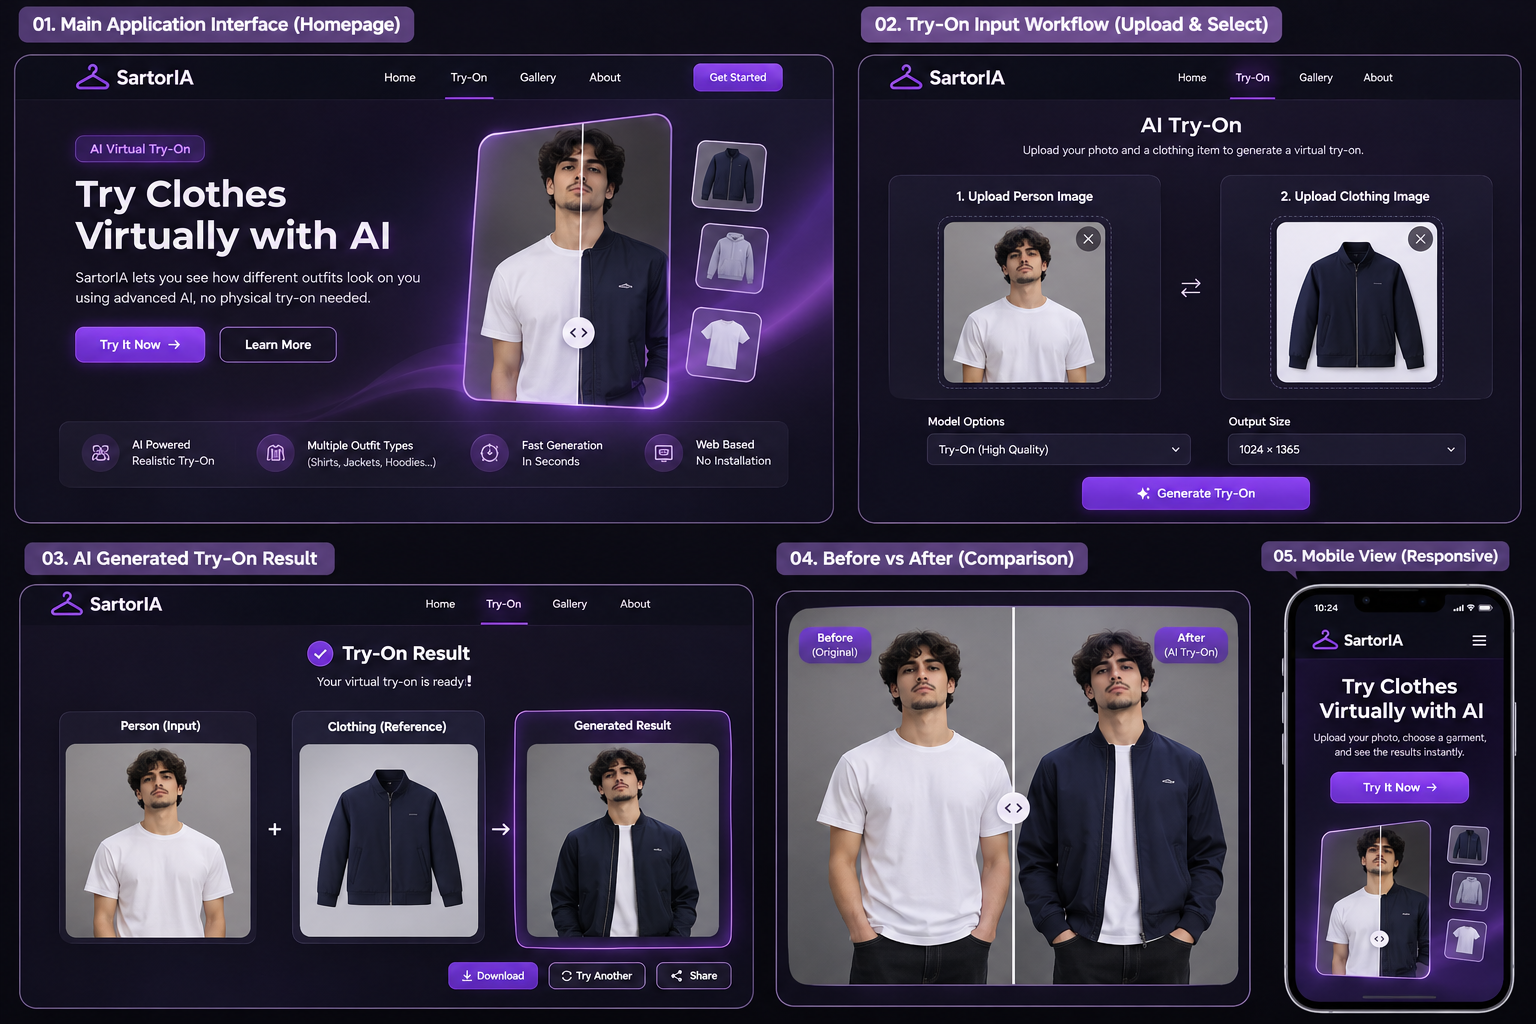 01. Main Application Interface (Homepage)
SartorIA
Home
Try-On
Gallery
About
Get Started
AI Virtual Try-On
Try Clothes
Virtually with AI
SartorIA lets you see how different outfits look on you
using advanced AI, no physical try-on needed.
Try It Now →
Learn More
AI Powered
Realistic Try-On
Multiple Outfit Types
(Shirts, Jackets, Hoodies...)
Fast Generation
In Seconds
Web Based
No Installation
02. Try-On Input Workflow (Upload & Select)
SartorIA
Home
Try-On
Gallery
About
AI Try-On
Upload your photo and a clothing item to generate a virtual try-on.
1. Upload Person Image
2. Upload Clothing Image
Model Options
Try-On (High Quality)
Output Size
1024 × 1365
Generate Try-On
03. AI Generated Try-On Result
SartorIA
Home
Try-On
Gallery
About
Try-On Result
Your virtual try-on is ready!
Person (Input)
Clothing (Reference)
Generated Result
Download
Try Another
Share
04. Before vs After (Comparison)
Before
(Original)
After
(AI Try-On)
05. Mobile View (Responsive)
10:24
SartorIA
Try Clothes
Virtually with AI
Upload your photo, choose a garment,
and see the results instantly.
Try It Now →